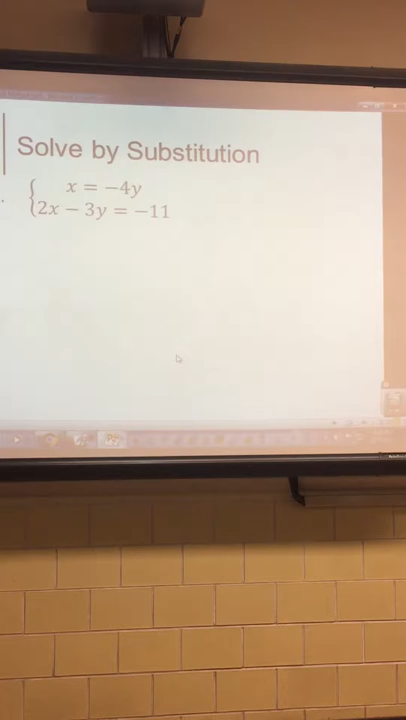 Solve by Substitution
x = −4y
2x − 3y = −11